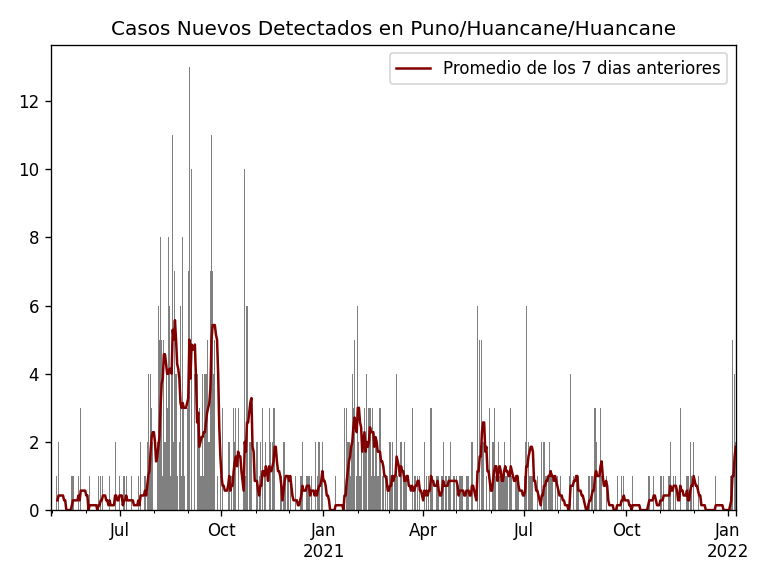 Casos Nuevos Detectados en Puno/Huancane/Huancane
Promedio de los 7 dias anteriores
12
10
8
6
4
2
0
Jul
Oct
Jan
2021
Apr
Jul
Oct
Jan
2022